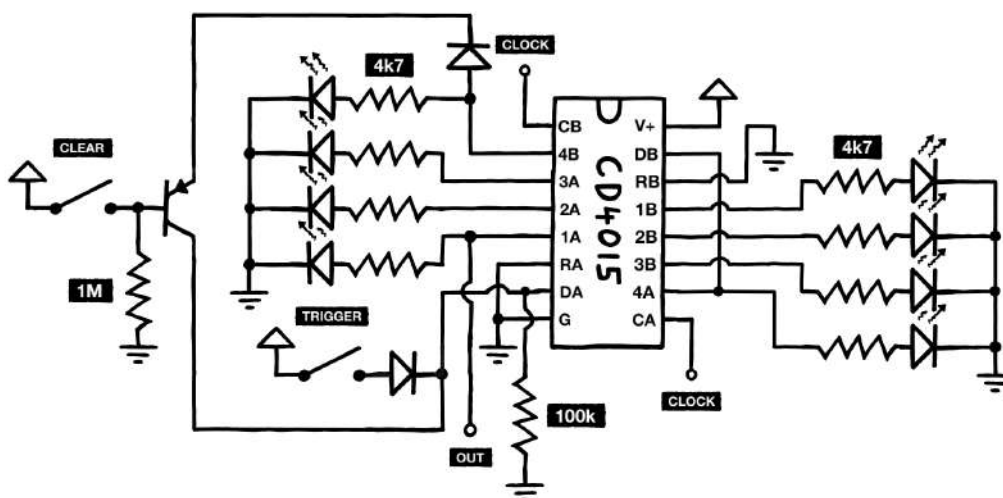 CLOCK
4k7
CLEAR
1M
TRIGGER
CB
4B
3A
2A
1A
RA
DA
G
CD4015
V+
DB
RB
1B
2B
3B
4A
CA
4k7
100k
CLOCK
OUT